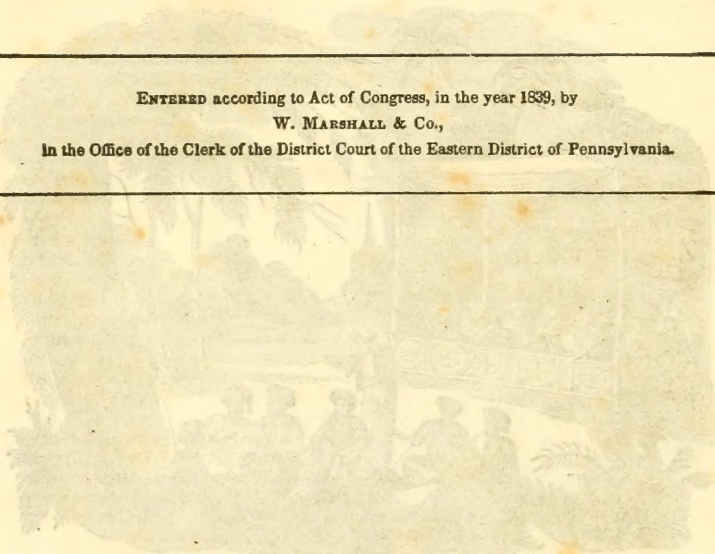 ENTERED according to Act of Congress, in the year 1839, by
W. MARSHALL & Co.,
in the Office of the Clerk of the District Court of the Eastern District of Pennsylvania.